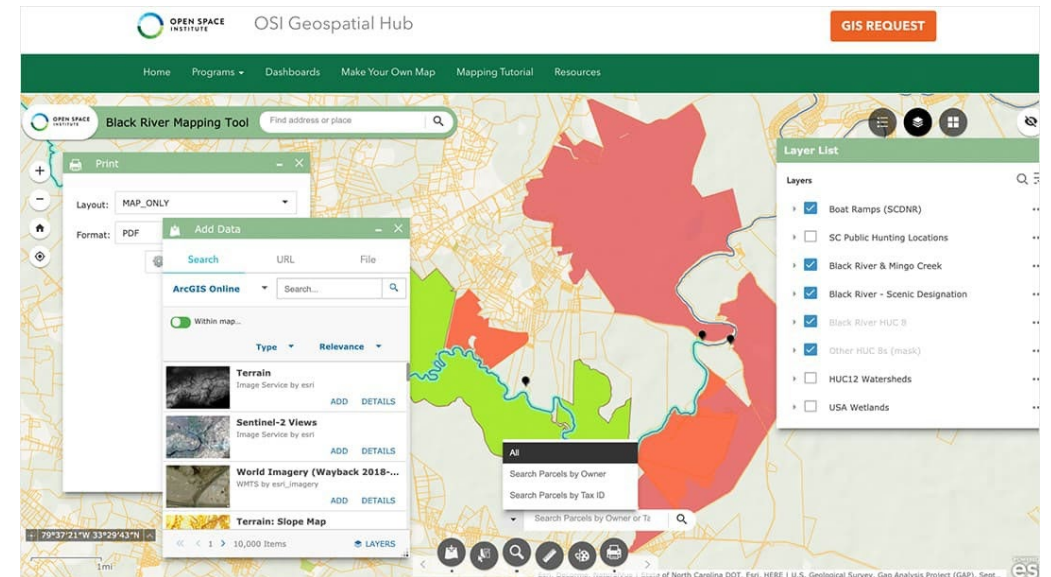 OPEN SPACE
INSTITUTE
OSI Geospatial Hub
GIS REQUEST
Home Programs Dashboards Make Your Own Map Mapping Tutorial Resources
OPEN SPACE
INSTITUTE
Black River Mapping Tool
Find address or place
Print
Layout: MAP_ONLY
Format: PDF
Add Data
Search URL File
ArcGIS Online Search...
Within map...
Type Relevance
Terrain
Image Service by esri
ADD DETAILS
Sentinel-2 Views
Image Service by esri
ADD DETAILS
World Imagery (Wayback 2018-...
WMTS by esri_imagery
ADD DETAILS
Terrain: Slope Map
1 10,000 Items LAYERS
All
Search Parcels by Owner
Search Parcels by Tax ID
Search Parcels by Owner or Ta
Layer List
Layers
Boat Ramps (SCDNR)
SC Public Hunting Locations
Black River & Mingo Creek
Black River - Scenic Designation
Black River HUC 8
Other HUC 8s (mask)
HUC12 Watersheds
USA Wetlands
79°37'21"W 33°29'43"N
1mi
State of North Carolina DOT, Esri, HERE | U.S. Geological Survey, Gap Analysis Project (GAP), Sept...
es